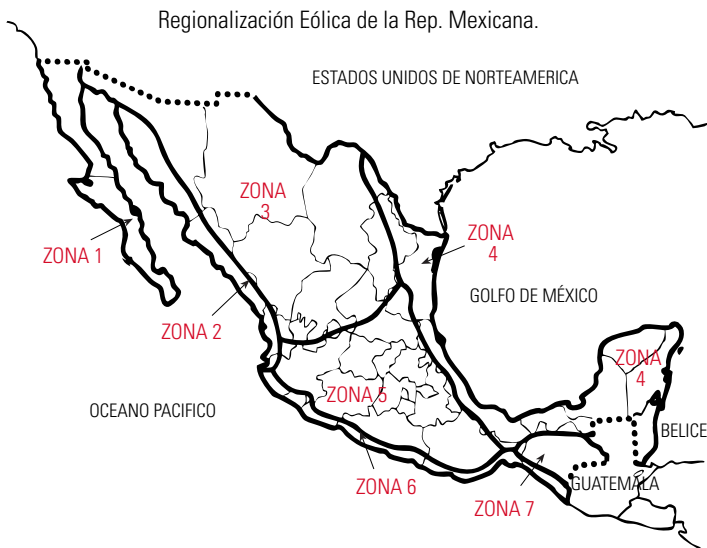 Regionalización Eólica de la Rep. Mexicana.
ESTADOS UNIDOS DE NORTEAMERICA
ZONA
3
ZONA
4
ZONA 1
GOLFO DE MÉXICO
ZONA 2
ZONA
4
ZONA 5
OCEANO PACIFICO
BELICE
ZONA 6
GUATEMALA
ZONA 7